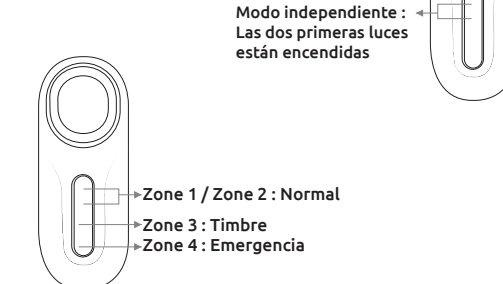 Modo independiente :
Las dos primeras luces
están encendidas
Zone 1 / Zone 2 : Normal
Zone 3 : Timbre
Zone 4 : Emergencia